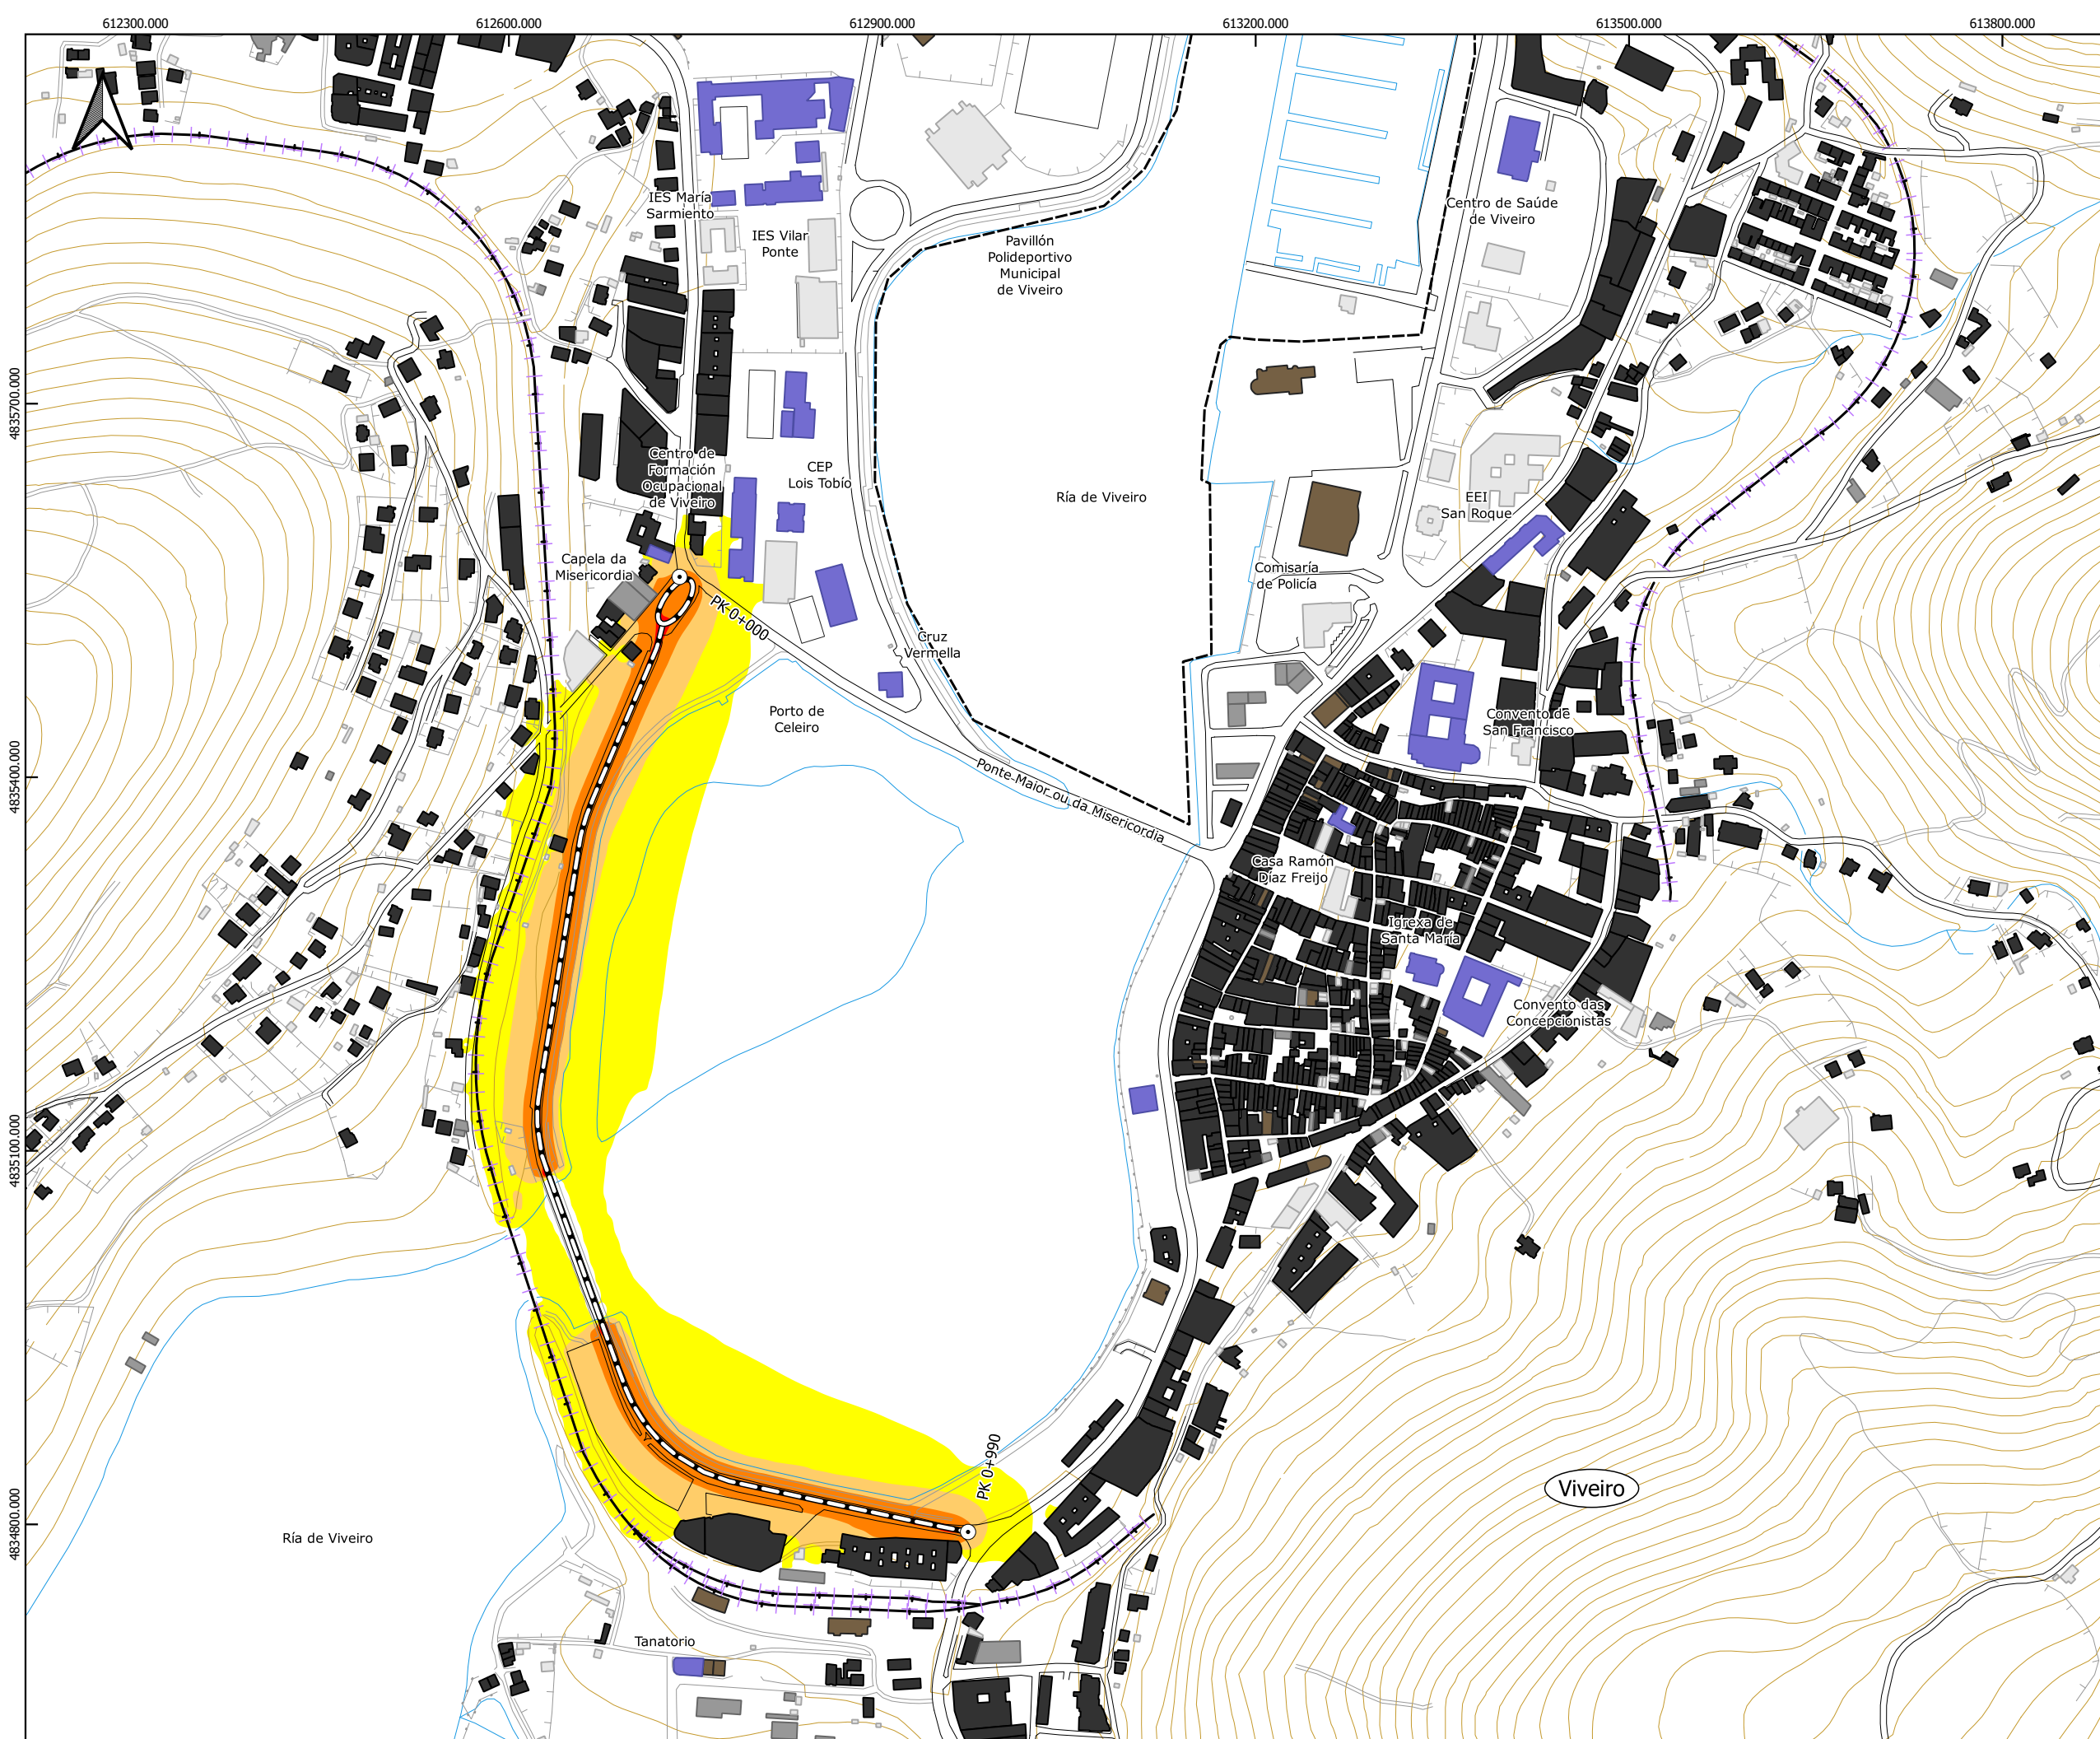 612300.000
612600.000
612900.000
613200.000
613500.000
613800.000
4835700.000
4835400.000
4835100.000
4834800.000
IES María
Sarmiento
IES Vilar
Ponte
Pavillón
Polideportivo
Municipal
de Viveiro
Centro de Saúde
de Viveiro
Centro de
Formación
Ocupacional
de Viveiro
CEP
Lois Tobío
Ría de Viveiro
EEI
San Roque
Capela da
Misericordia
Comisaría
de Policía
PK 0+000
Cruz
Vermella
Porto de
Celeiro
Convento de
San Francisco
Ponte Maior ou da Misericordia
Casa Ramón
Díaz Freijo
Igrexa de
Santa María
Convento das
Concepcionistas
PK 0+990
Viveiro
Ría de Viveiro
Tanatorio